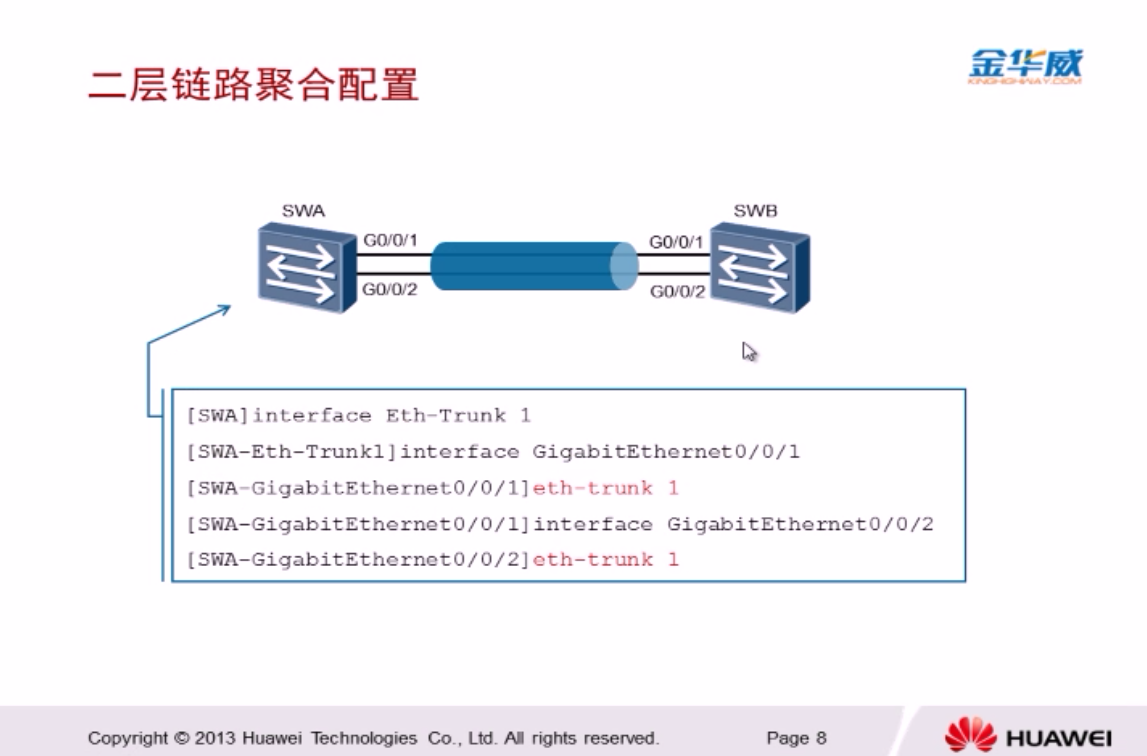 二层链路聚合配置
金华威
KINGHIGHWAY.COM
SWA
SWB
G0/0/1
G0/0/1
G0/0/2
G0/0/2
[SWA]interface Eth-Trunk 1
[SWA-Eth-Trunk1]interface GigabitEthernet0/0/1
[SWA-GigabitEthernet0/0/1]eth-trunk 1
[SWA-GigabitEthernet0/0/1]interface GigabitEthernet0/0/2
[SWA-GigabitEthernet0/0/2]eth-trunk 1
Copyright © 2013 Huawei Technologies Co., Ltd. All rights reserved.
Page 8
HUAWEI